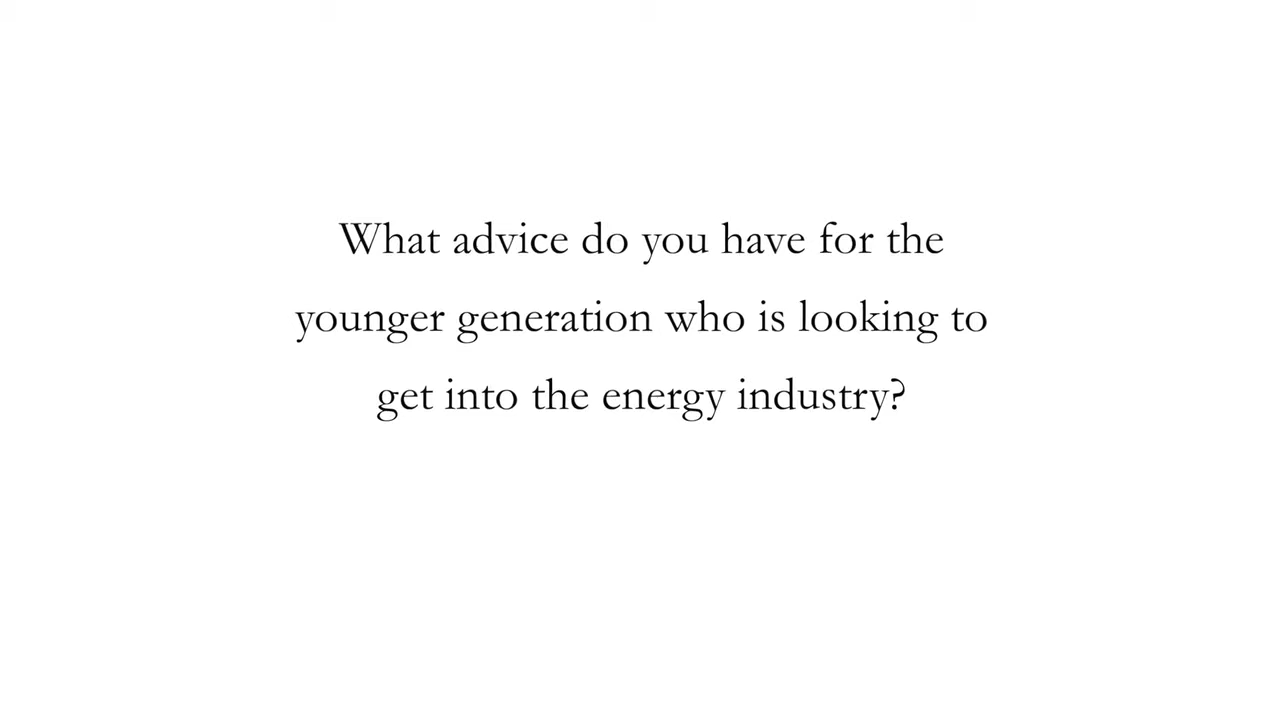 What advice do you have for the
younger generation who is looking to
get into the energy industry?